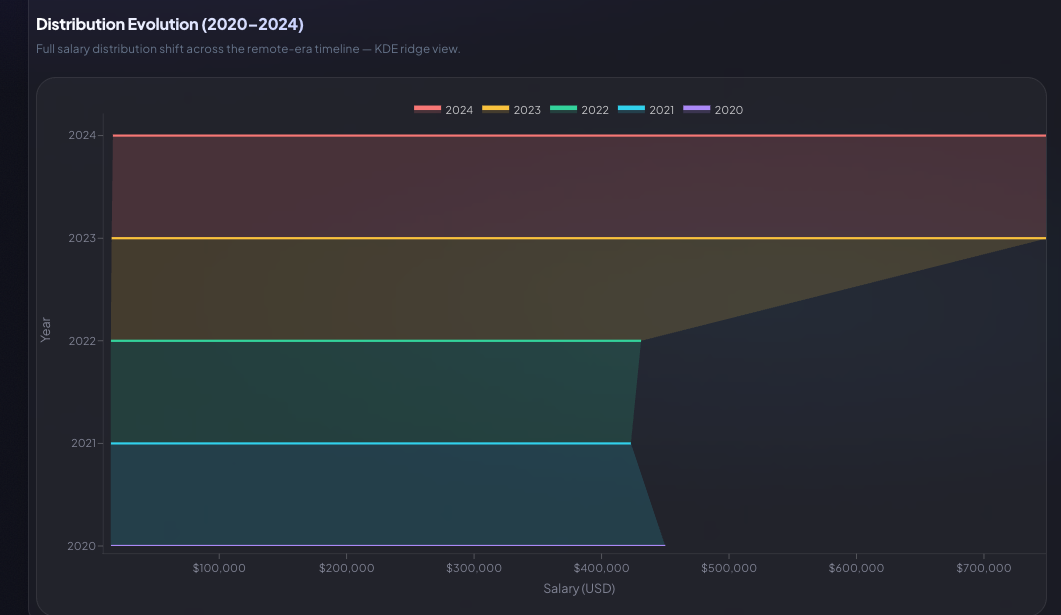 Distribution Evolution (2020–2024)
Full salary distribution shift across the remote-era timeline — KDE ridge view.
2024 2023 2022 2021 2020
2024
2023
2022
2021
2020
Year
$100,000 $200,000 $300,000 $400,000 $500,000 $600,000 $700,000
Salary (USD)